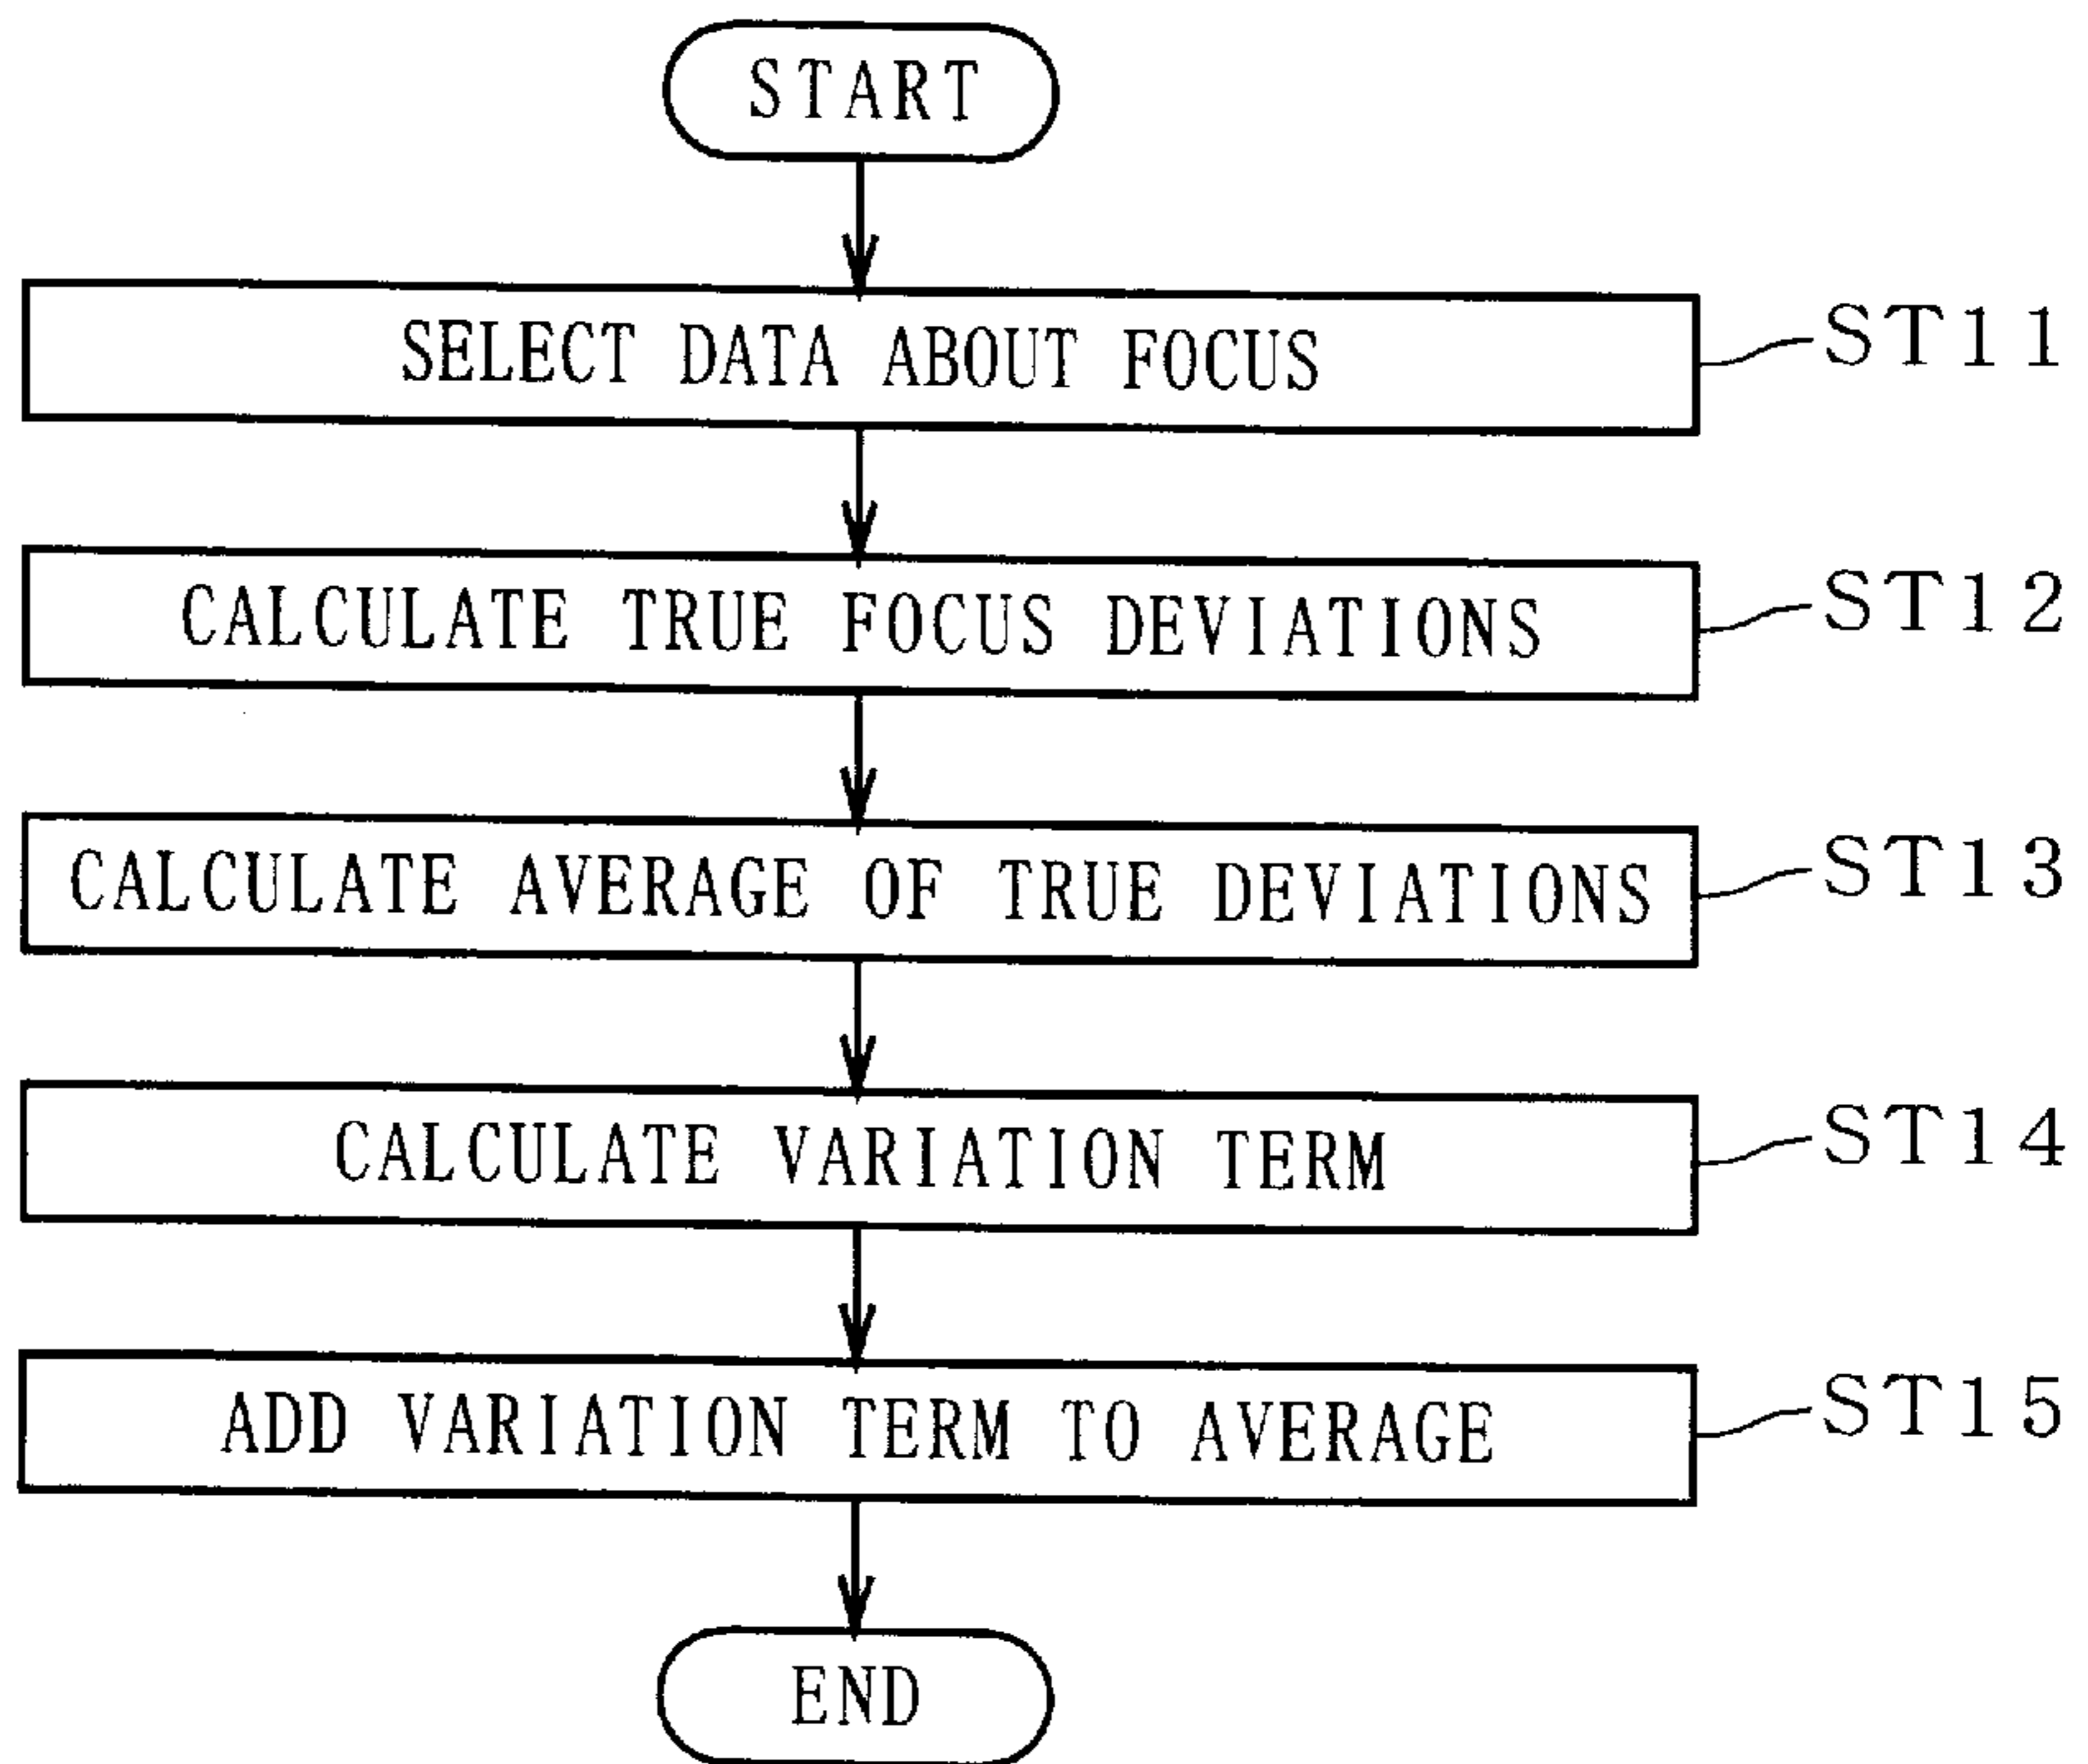 START
SELECT DATA ABOUT FOCUS
ST11
CALCULATE TRUE FOCUS DEVIATIONS
ST12
CALCULATE AVERAGE OF TRUE DEVIATIONS
ST13
CALCULATE VARIATION TERM
ST14
ADD VARIATION TERM TO AVERAGE
ST15
END